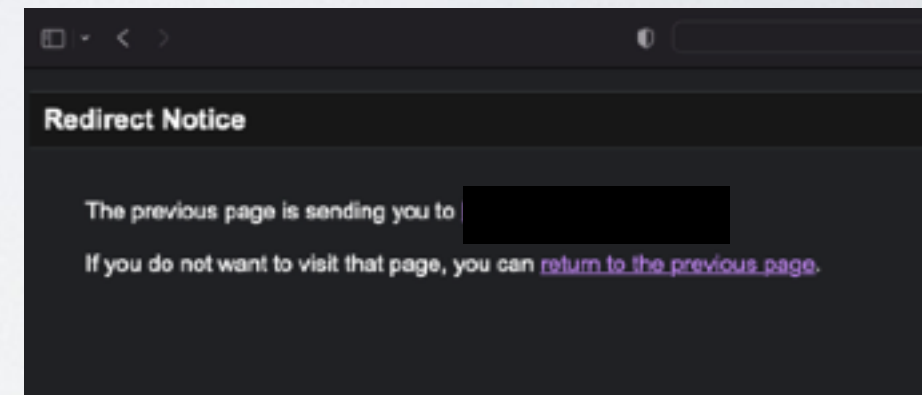 Redirect Notice
The previous page is sending you to
If you do not want to visit that page, you can return to the previous page.